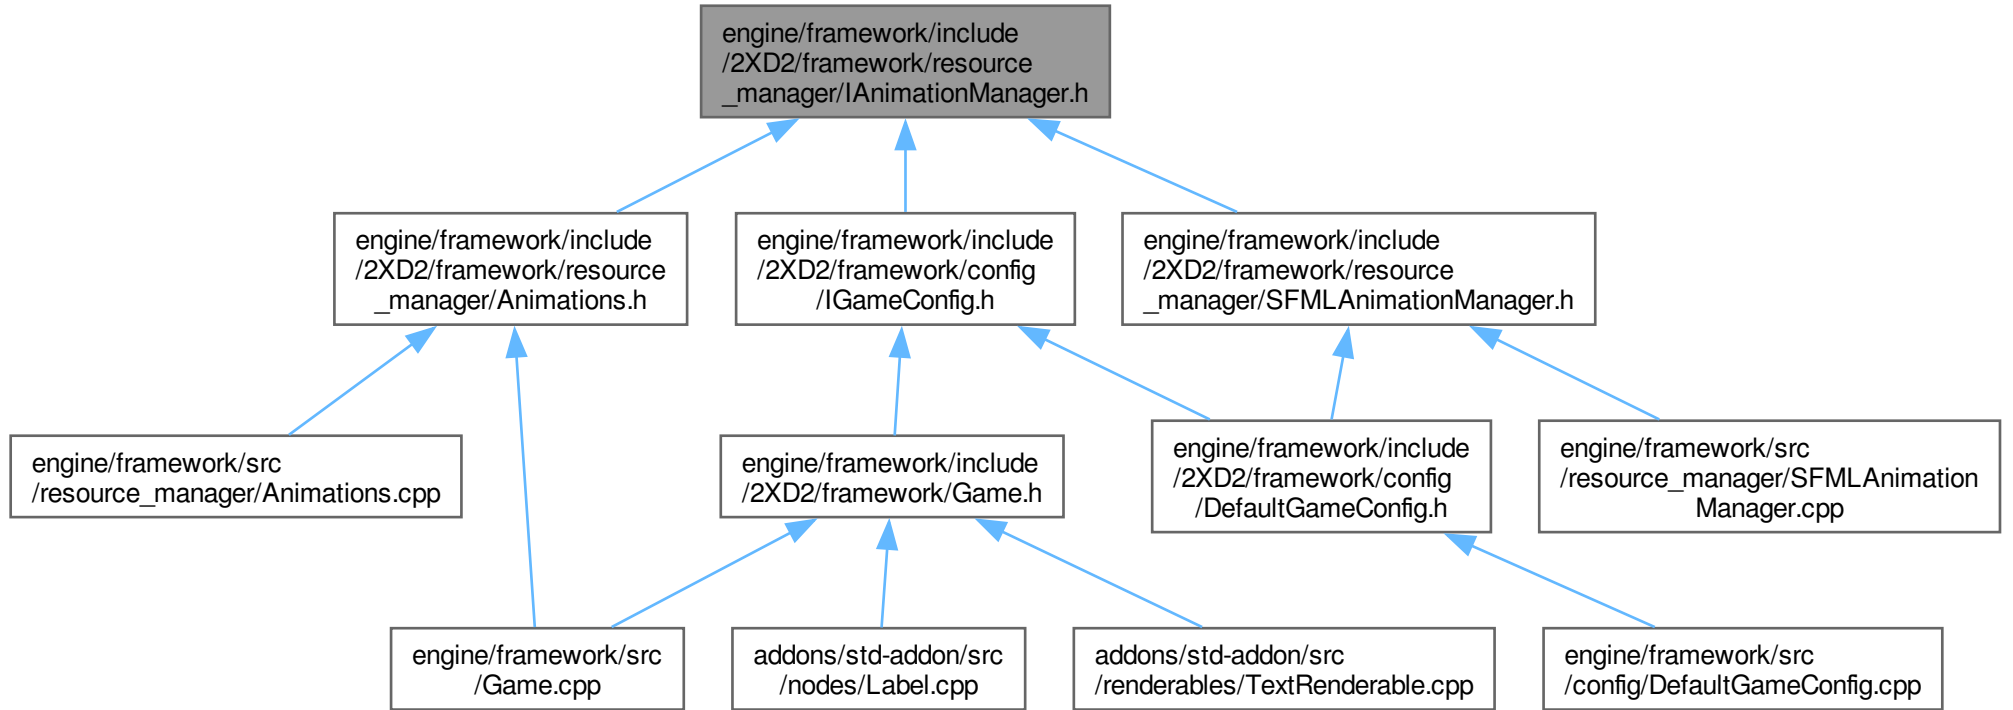 engine/framework/include
/2XD2/framework/resource
_manager/IAnimationManager.h
engine/framework/include
/2XD2/framework/resource
_manager/Animations.h
engine/framework/include
/2XD2/framework/config
/IGameConfig.h
engine/framework/include
/2XD2/framework/resource
_manager/SFMLAnimationManager.h
engine/framework/src
/resource_manager/Animations.cpp
engine/framework/include
/2XD2/framework/Game.h
engine/framework/include
/2XD2/framework/config
/DefaultGameConfig.h
engine/framework/src
/resource_manager/SFMLAnimation
Manager.cpp
engine/framework/src
/Game.cpp
addons/std-addon/src
/nodes/Label.cpp
addons/std-addon/src
/renderables/TextRenderable.cpp
engine/framework/src
/config/DefaultGameConfig.cpp